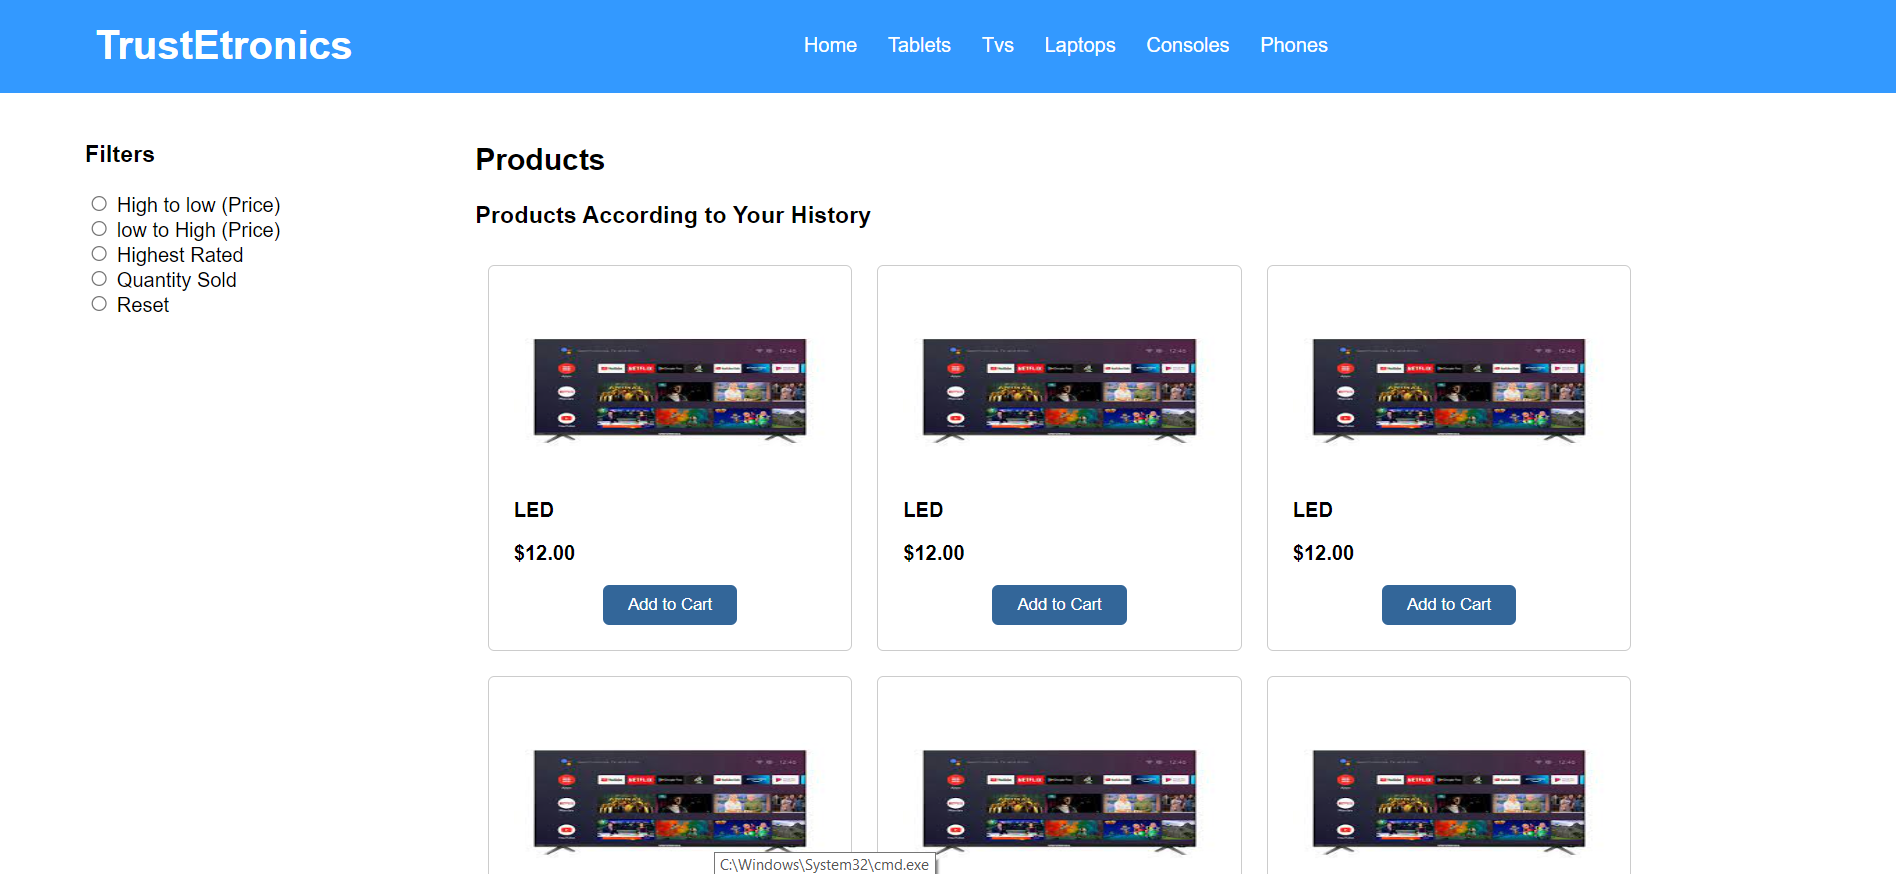 TrustEtronics
Home Tablets Tvs Laptops Consoles Phones
Filters
High to low (Price)
low to High (Price)
Highest Rated
Quantity Sold
Reset
Products
Products According to Your History
LED LED LED
$12.00 $12.00 $12.00
Add to Cart Add to Cart Add to Cart
C:\Windows\System32\cmd.exe